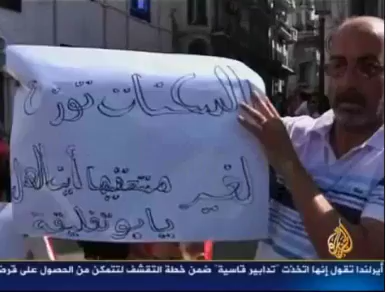 السكنات توزع
لغير مستحقيها أين العدل
يا بوتفليقة
أيرلندا تقول إنها اتخذت "تدابير قاسية" ضمن خطة التقشف لتتمكن من الحصول على قرض